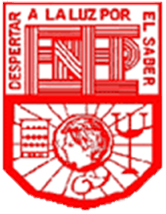 DESPERTAR A LA LUZ POR EL SABER
ENP